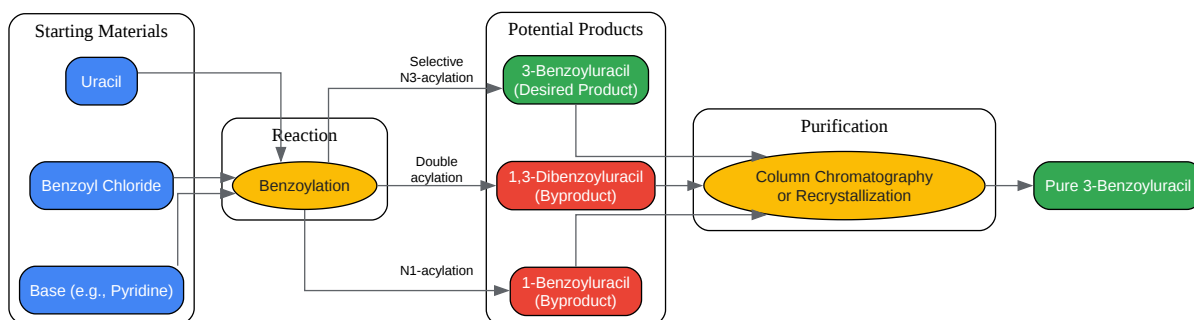 Starting Materials
Uracil
Benzoyl Chloride
Base (e.g., Pyridine)
Reaction
Benzoylation
Selective
N3-acylation
Double
acylation
N1-acylation
Potential Products
3-Benzoyluracil
(Desired Product)
1,3-Dibenzoyluracil
(Byproduct)
1-Benzoyluracil
(Byproduct)
Purification
Column Chromatography
or Recrystallization
Pure 3-Benzoyluracil